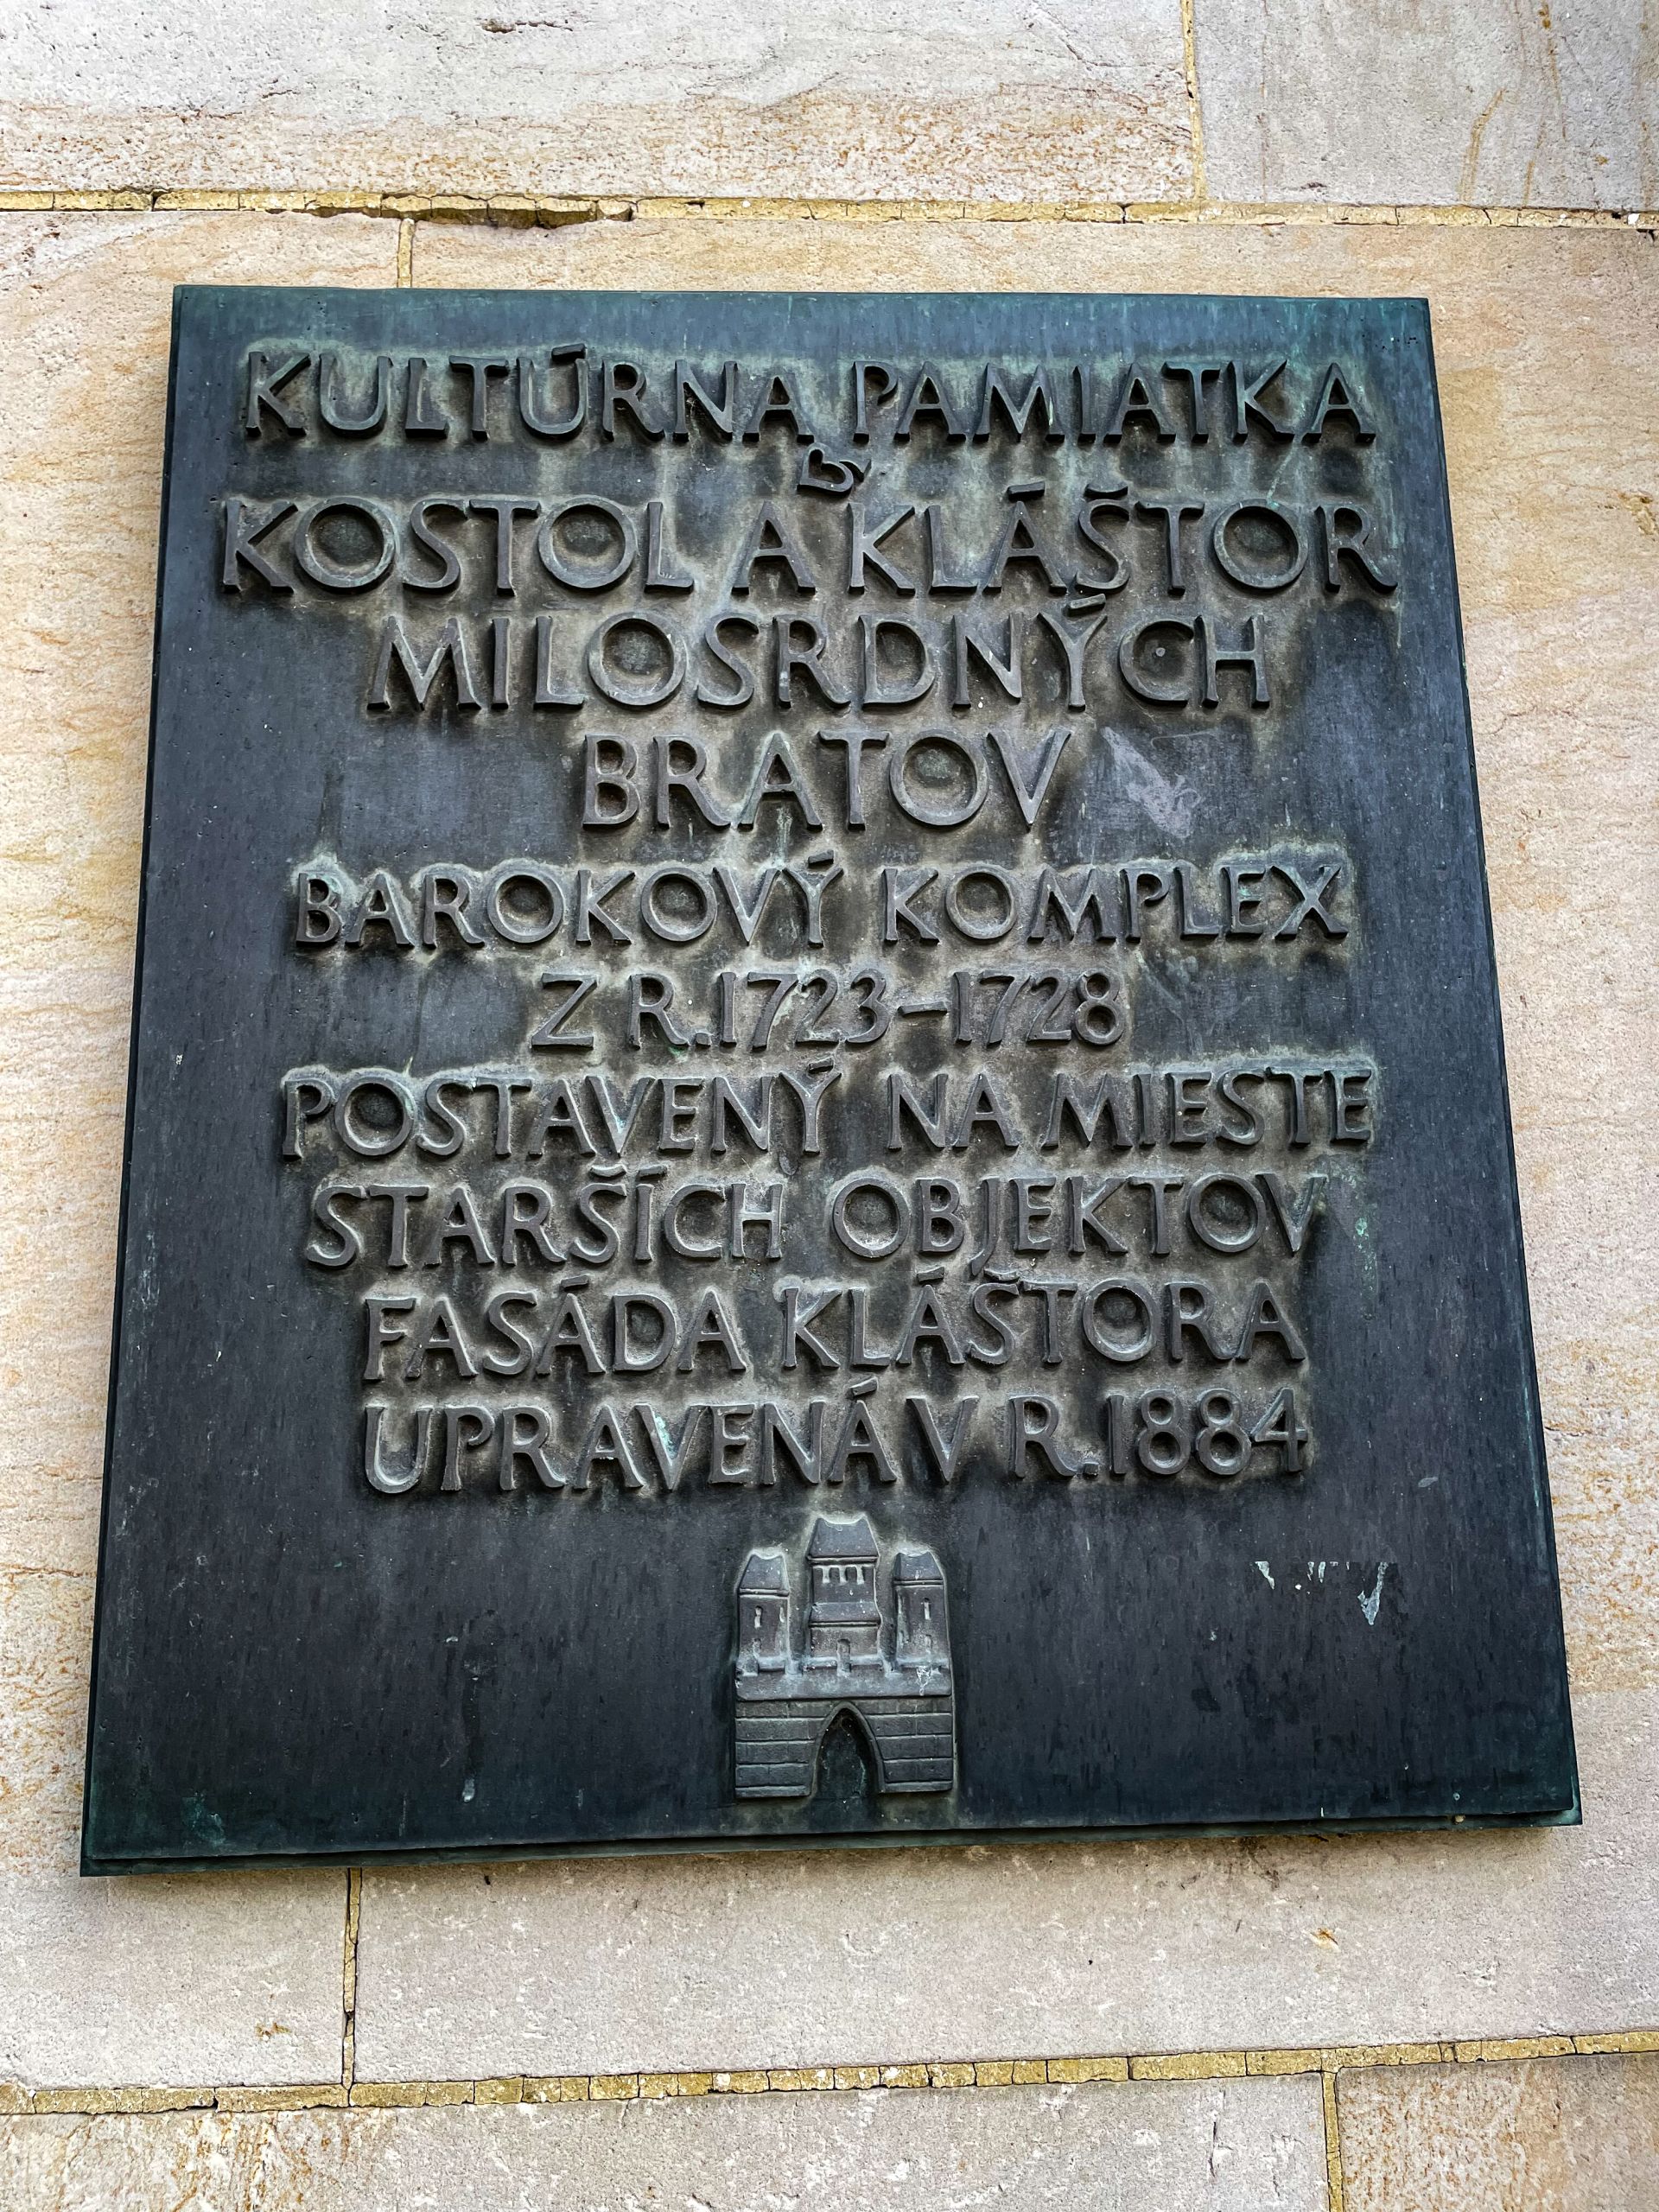 KULTÚRNA PAMIATKA
KOSTOL A KLÁŠTOR
MILOSRDNÝCH
BRATOV
BAROKOVÝ KOMPLEX
Z R. 1723-1728
POSTAVENÝ NA MIESTE
STARŠÍCH OBJEKTOV
FASÁDA KLÁŠTORA
UPRAVENÁ V R. 1884